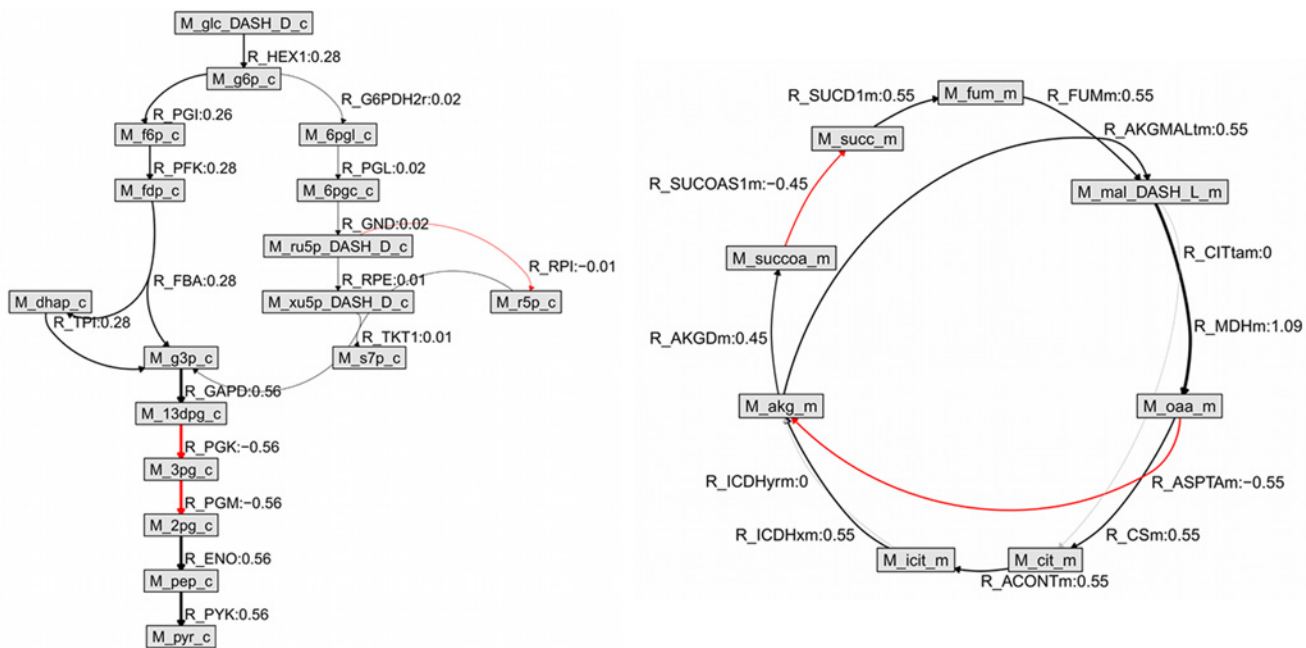 M_glc_DASH_D_c
R_HEX1:0.28
M_g6p_c
R_G6PDH2r:0.02
R_PGI:0.26
M_f6p_c
M_6pgl_c
R_PFK:0.28
R_PGL:0.02
M_fdp_c
M_6pgc_c
R_GND:0.02
M_ru5p_DASH_D_c
R_FBA:0.28
R_RPE:0.01
R_RPI:−0.01
M_dhap_c
M_xu5p_DASH_D_c
M_r5p_c
R_TPI:0.28
R_TKT1:0.01
M_g3p_c
M_s7p_c
R_GAPD:0.56
M_13dpg_c
R_PGK:−0.56
M_3pg_c
R_PGM:−0.56
M_2pg_c
R_ENO:0.56
M_pep_c
R_PYK:0.56
M_pyr_c
R_SUCD1m:0.55
M_fum_m
R_FUMm:0.55
M_succ_m
R_AKGMALtm:0.55
R_SUCOAS1m:−0.45
M_mal_DASH_L_m
M_succoa_m
R_CITtam:0
R_AKGDm:0.45
R_MDHm:1.09
M_akg_m
M_oaa_m
R_ICDHyrm:0
R_ASPTAm:−0.55
R_ICDHxm:0.55
R_CSm:0.55
M_icit_m
M_cit_m
R_ACONTm:0.55